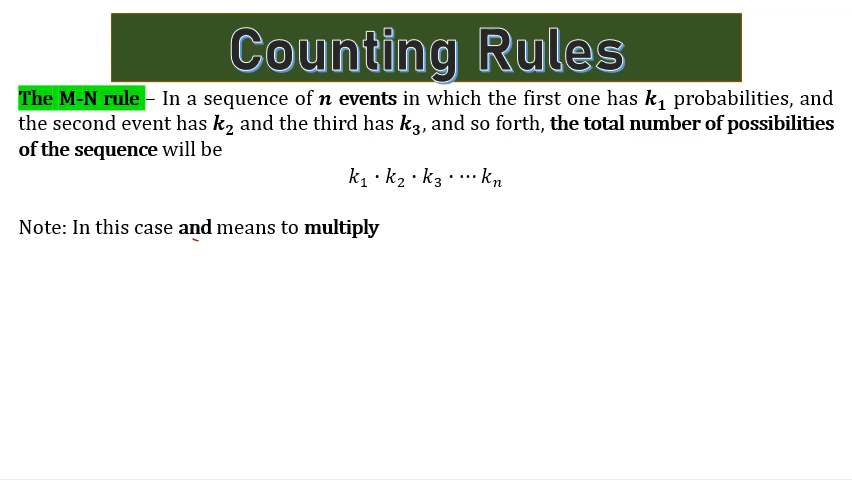 Counting Rules
The M-N rule – In a sequence of n events in which the first one has k₁ probabilities, and
the second event has k₂ and the third has k₃, and so forth, the total number of possibilities
of the sequence will be
k₁ · k₂ · k₃ · ⋯ kₙ
Note: In this case and means to multiply